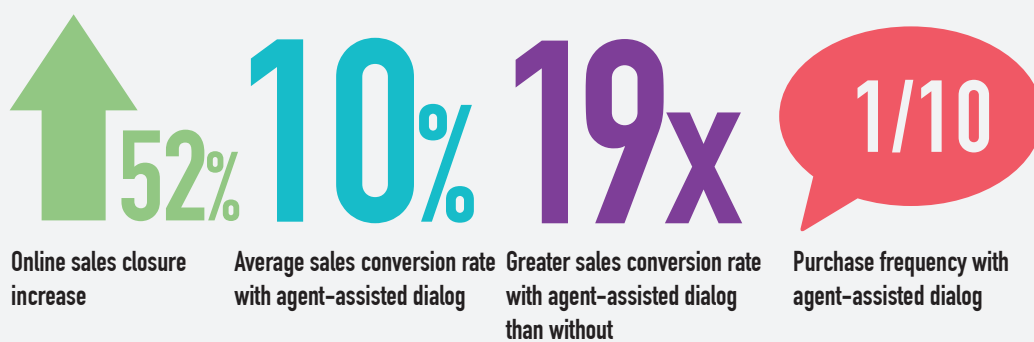 52%
Online sales closure
increase
10%
Average sales conversion rate
with agent-assisted dialog
19x
Greater sales conversion rate
with agent-assisted dialog
than without
1/10
Purchase frequency with
agent-assisted dialog